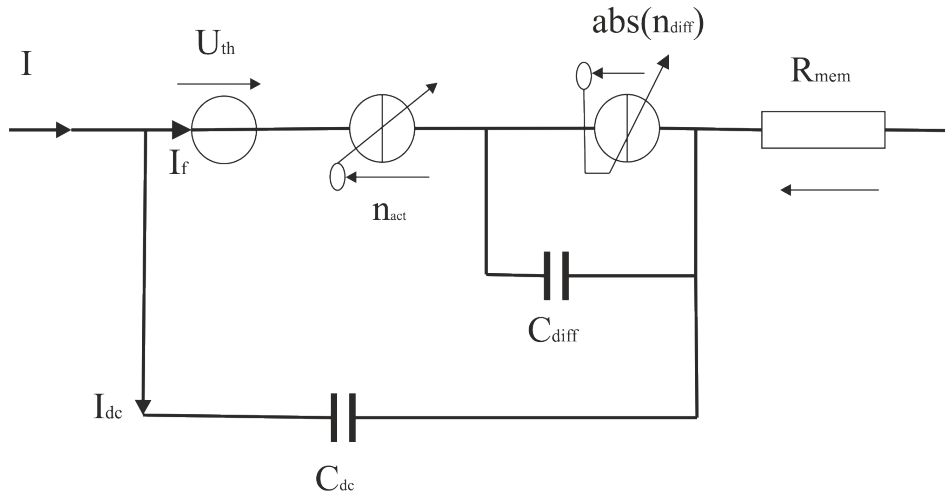 abs(n_diff)
I
U_th
R_mem
I_f
n_act
C_diff
I_dc
C_dc